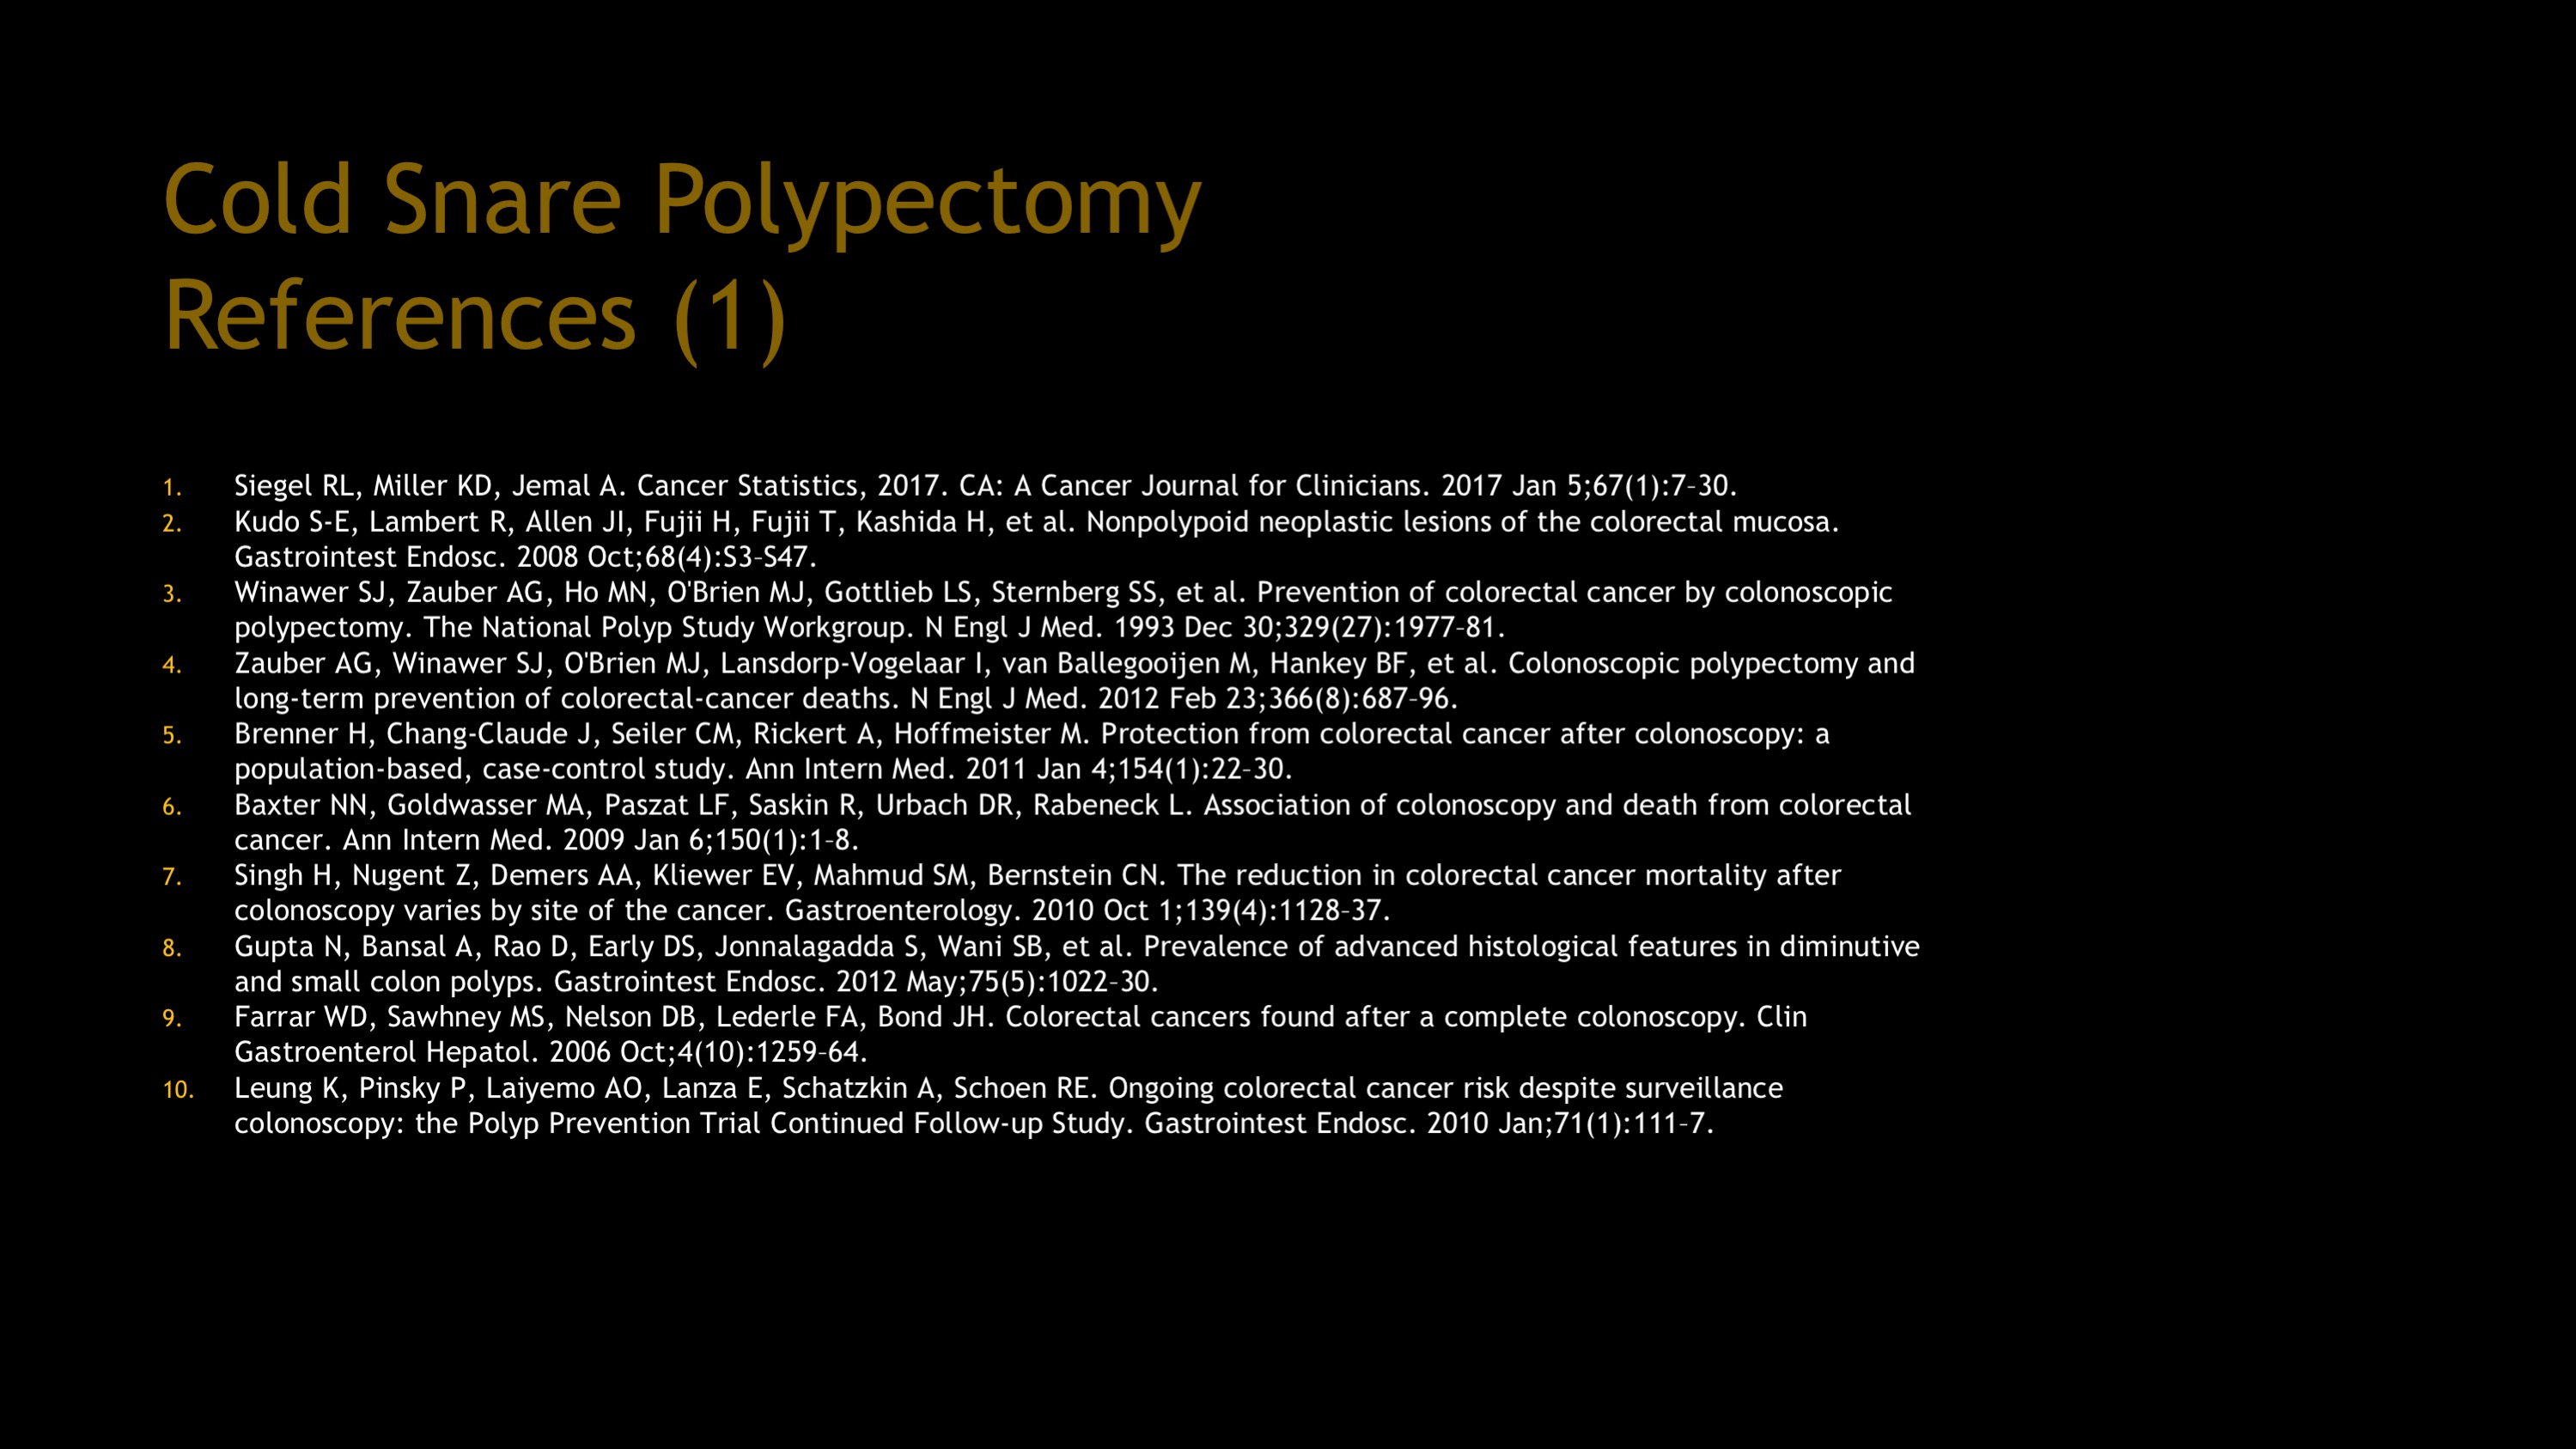 Cold Snare Polypectomy
References (1)
1. Siegel RL, Miller KD, Jemal A. Cancer Statistics, 2017. CA: A Cancer Journal for Clinicians. 2017 Jan 5;67(1):7–30.
2. Kudo S-E, Lambert R, Allen JI, Fujii H, Fujii T, Kashida H, et al. Nonpolypoid neoplastic lesions of the colorectal mucosa.
Gastrointest Endosc. 2008 Oct;68(4):S3–S47.
3. Winawer SJ, Zauber AG, Ho MN, O'Brien MJ, Gottlieb LS, Sternberg SS, et al. Prevention of colorectal cancer by colonoscopic
polypectomy. The National Polyp Study Workgroup. N Engl J Med. 1993 Dec 30;329(27):1977–81.
4. Zauber AG, Winawer SJ, O'Brien MJ, Lansdorp-Vogelaar I, van Ballegooijen M, Hankey BF, et al. Colonoscopic polypectomy and
long-term prevention of colorectal-cancer deaths. N Engl J Med. 2012 Feb 23;366(8):687–96.
5. Brenner H, Chang-Claude J, Seiler CM, Rickert A, Hoffmeister M. Protection from colorectal cancer after colonoscopy: a
population-based, case-control study. Ann Intern Med. 2011 Jan 4;154(1):22–30.
6. Baxter NN, Goldwasser MA, Paszat LF, Saskin R, Urbach DR, Rabeneck L. Association of colonoscopy and death from colorectal
cancer. Ann Intern Med. 2009 Jan 6;150(1):1–8.
7. Singh H, Nugent Z, Demers AA, Kliewer EV, Mahmud SM, Bernstein CN. The reduction in colorectal cancer mortality after
colonoscopy varies by site of the cancer. Gastroenterology. 2010 Oct 1;139(4):1128–37.
8. Gupta N, Bansal A, Rao D, Early DS, Jonnalagadda S, Wani SB, et al. Prevalence of advanced histological features in diminutive
and small colon polyps. Gastrointest Endosc. 2012 May;75(5):1022–30.
9. Farrar WD, Sawhney MS, Nelson DB, Lederle FA, Bond JH. Colorectal cancers found after a complete colonoscopy. Clin
Gastroenterol Hepatol. 2006 Oct;4(10):1259–64.
10. Leung K, Pinsky P, Laiyemo AO, Lanza E, Schatzkin A, Schoen RE. Ongoing colorectal cancer risk despite surveillance
colonoscopy: the Polyp Prevention Trial Continued Follow-up Study. Gastrointest Endosc. 2010 Jan;71(1):111–7.